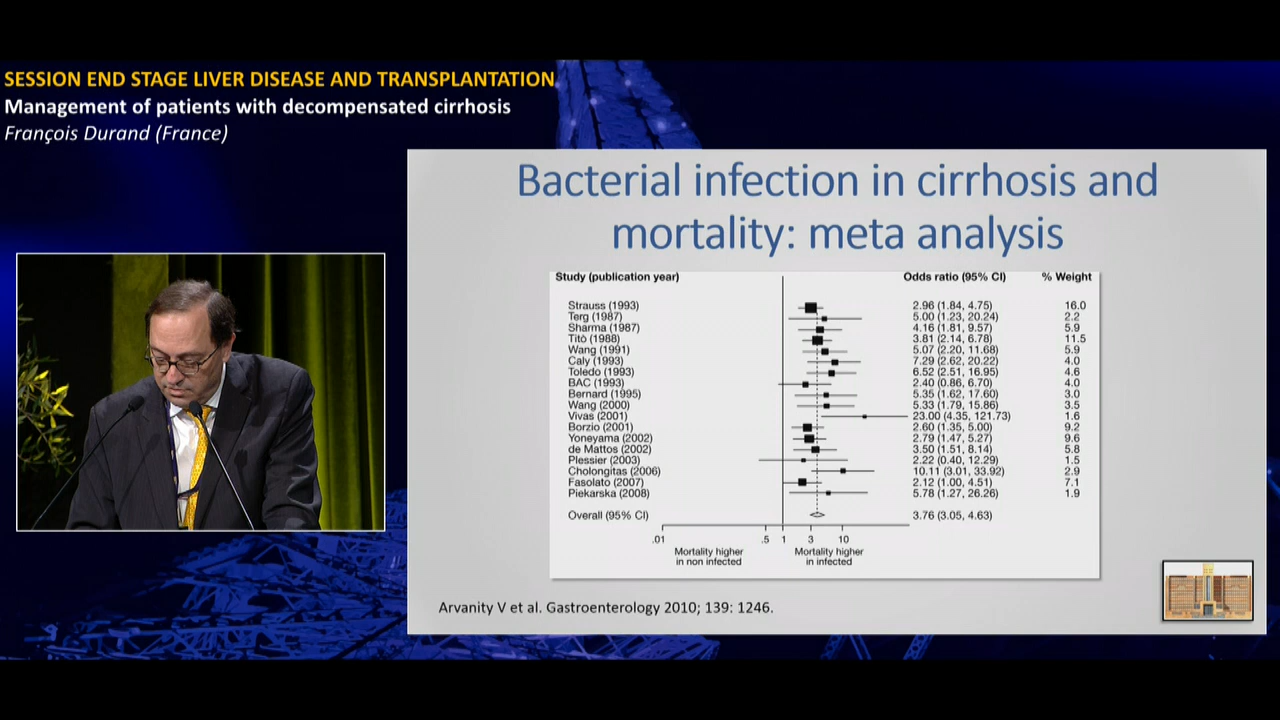 SESSION END STAGE LIVER DISEASE AND TRANSPLANTATION
Management of patients with decompensated cirrhosis
François Durand (France)
Bacterial infection in cirrhosis and
mortality: meta analysis
Study (publication year) Odds ratio (95% CI) % Weight
Strauss (1993) 2.96 (1.84, 4.75) 16.0
Terg (1987) 5.00 (1.23, 20.24) 2.2
Sharma (1987) 4.16 (1.81, 9.57) 5.9
Titò (1988) 3.81 (2.14, 6.78) 11.5
Wang (1991) 5.07 (2.20, 11.68) 5.9
Caly (1993) 7.29 (2.62, 20.22) 4.0
Toledo (1993) 6.52 (2.51, 16.95) 4.6
BAC (1993) 2.40 (0.86, 6.70) 4.0
Bernard (1995) 5.35 (1.62, 17.60) 3.0
Wang (2000) 5.33 (1.79, 15.86) 3.5
Vivas (2001) 23.00 (4.35, 121.73) 1.6
Borzio (2001) 2.60 (1.35, 5.00) 9.2
Yoneyama (2002) 2.79 (1.47, 5.27) 9.6
de Mattos (2002) 3.50 (1.51, 8.14) 5.8
Plessier (2003) 2.22 (0.40, 12.29) 1.5
Cholongitas (2006) 10.11 (3.01, 33.92) 2.9
Fasolato (2007) 2.12 (1.00, 4.51) 7.1
Piekarska (2008) 5.78 (1.27, 26.26) 1.9
Overall (95% CI) 3.76 (3.05, 4.63)
.01 .5 1 3 10
Mortality higher Mortality higher
in non infected in infected
Arvanity V et al. Gastroenterology 2010; 139: 1246.